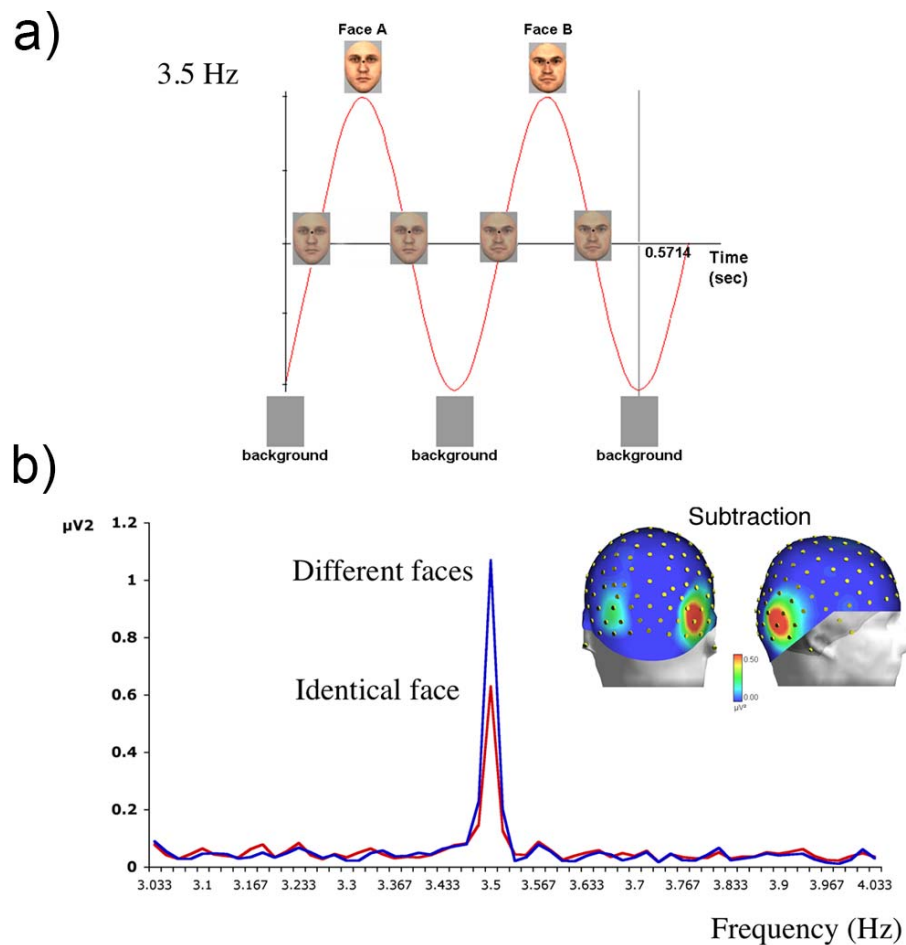 a)
Face A
Face B
3.5 Hz
0.5714
Time
(sec)
background
background
background
b)
µV2
1.2
1
0.8
0.6
0.4
0.2
0
Different faces
Identical face
Subtraction
0.50
0.00
µV²
3.033 3.1 3.167 3.233 3.3 3.367 3.433 3.5 3.567 3.633 3.7 3.767 3.833 3.9 3.967 4.033
Frequency (Hz)